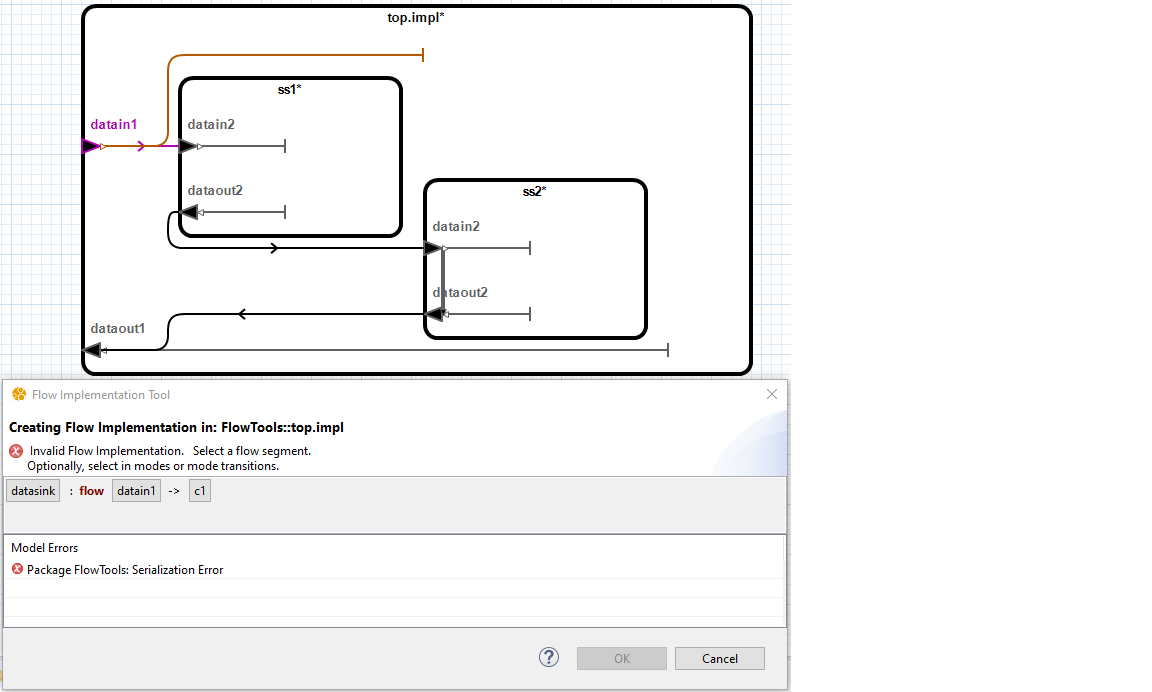 top.impl*
ss1*
datain1
datain2
dataout2
ss2*
datain2
dataout2
dataout1
Flow Implementation Tool
Creating Flow Implementation in: FlowTools::top.impl
Invalid Flow Implementation. Select a flow segment.
Optionally, select in modes or mode transitions.
datasink : flow datain1 -> c1
Model Errors
Package FlowTools: Serialization Error
? OK Cancel